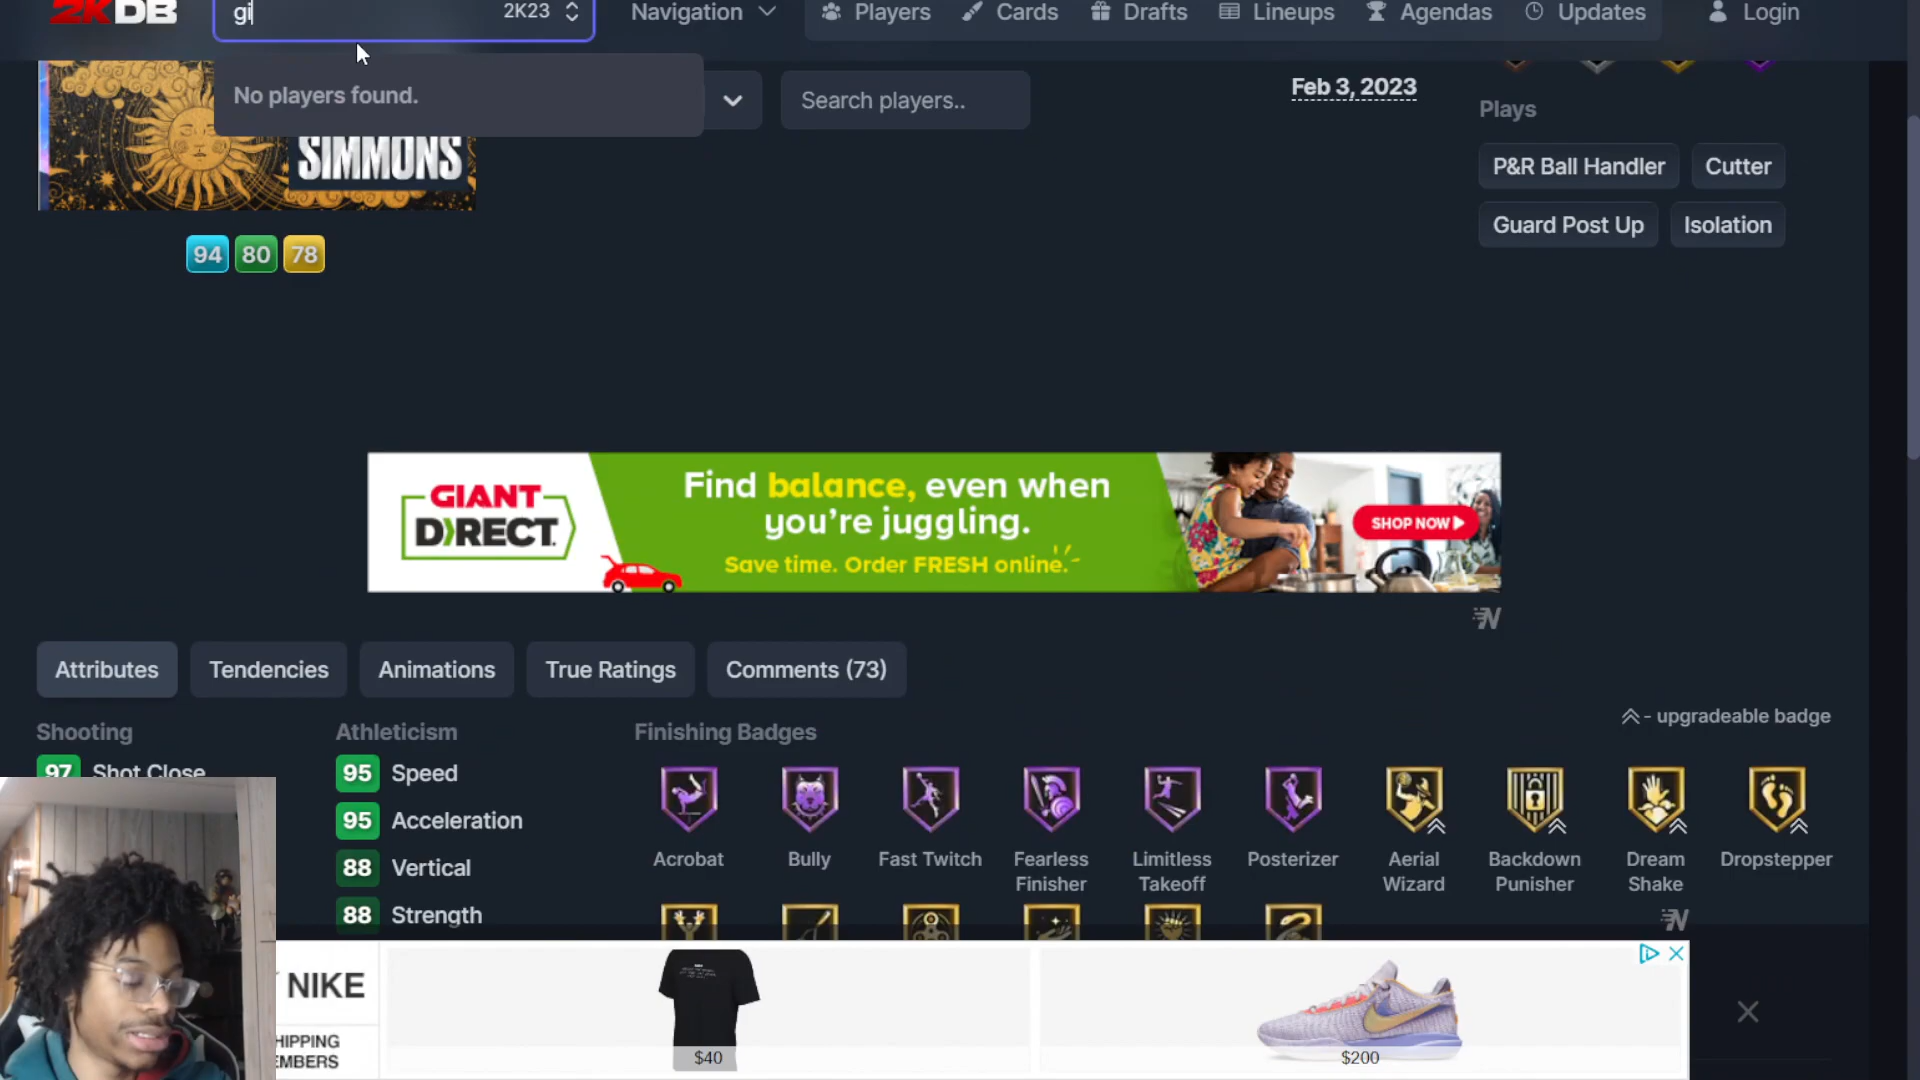 2KDB
gi
2K23
Navigation
Players
Cards
Drafts
Lineups
Agendas
Updates
Login
No players found.
Search players..
Feb 3, 2023
Plays
P&R Ball Handler
Cutter
Guard Post Up
Isolation
SIMMONS
94 80 78
GIANT
DIRECT.
Find balance, even when
you're juggling.
Save time. Order FRESH online.
SHOP NOW
Attributes
Tendencies
Animations
True Ratings
Comments (73)
- upgradeable badge
Shooting
97 Shot Close
Athleticism
95 Speed
95 Acceleration
88 Vertical
88 Strength
Finishing Badges
Acrobat
Bully
Fast Twitch
Fearless
Finisher
Limitless
Takeoff
Posterizer
Aerial
Wizard
Backdown
Punisher
Dream
Shake
Dropstepper
NIKE
HIPPING
EMBERS
$40
$200